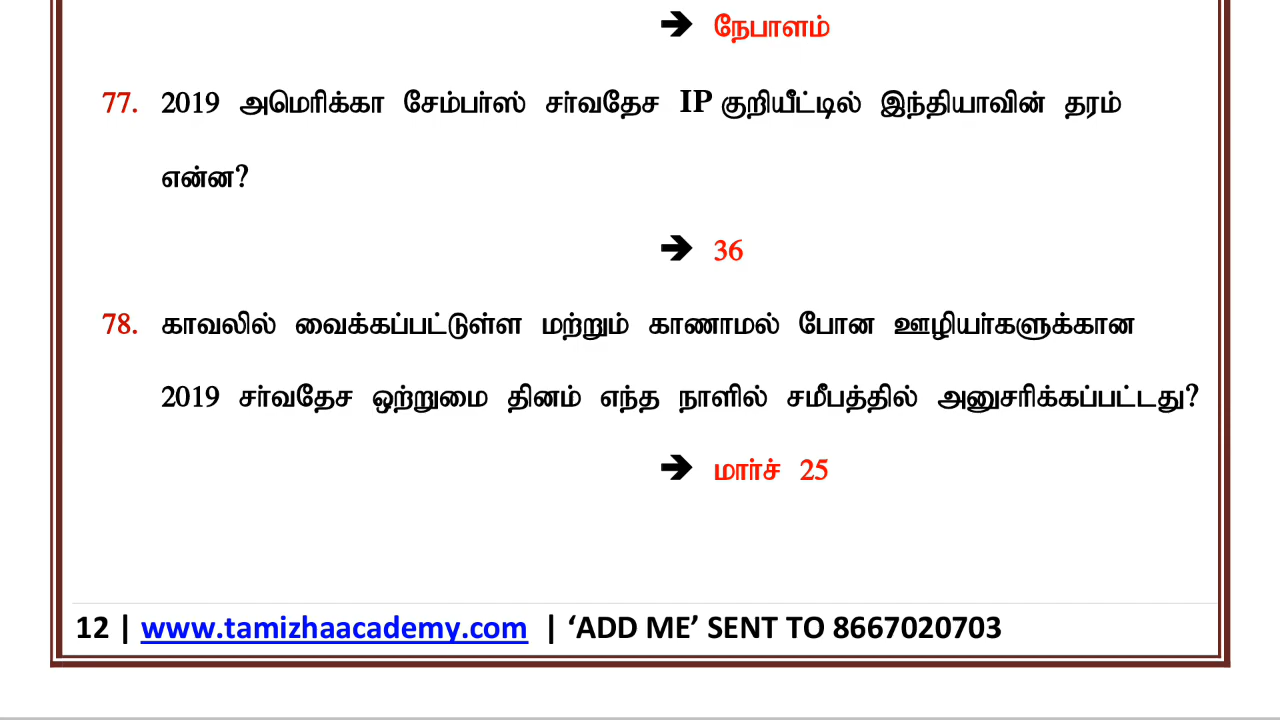 ➔ நேபாளம்
77. 2019 அமெரிக்கா சேம்பர்ஸ் சர்வதேச IP குறியீட்டில் இந்தியாவின் தரம்
என்ன?
➔ 36
78. காவலில் வைக்கப்பட்டுள்ள மற்றும் காணாமல் போன ஊழியர்களுக்கான
2019 சர்வதேச ஒற்றுமை தினம் எந்த நாளில் சமீபத்தில் அனுசரிக்கப்பட்டது?
➔ மார்ச் 25
12 | www.tamizhaacademy.com | ‘ADD ME’ SENT TO 8667020703